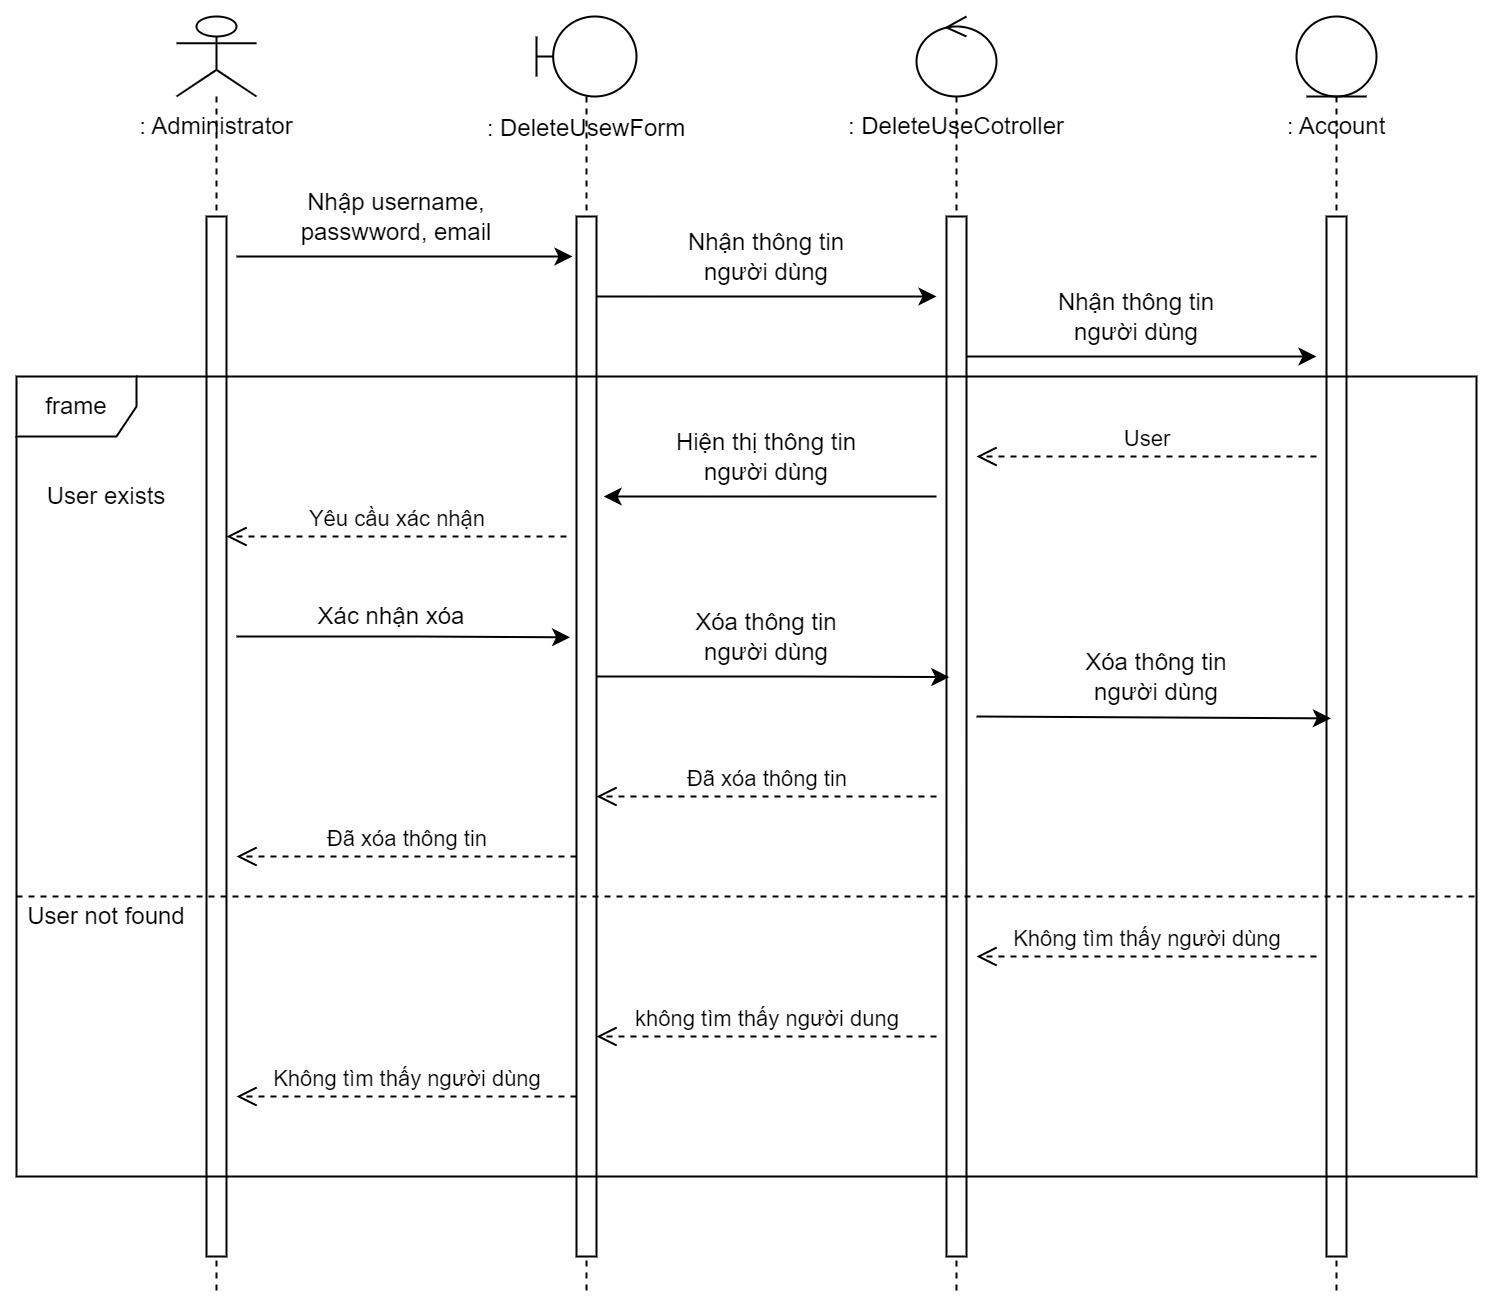 : Administrator
: DeleteUsewForm
: DeleteUseCotroller
: Account
Nhập username,
passwword, email
Nhận thông tin
người dùng
Nhận thông tin
người dùng
frame
User
Hiện thị thông tin
người dùng
User exists
Yêu cầu xác nhận
Xác nhận xóa
Xóa thông tin
người dùng
Xóa thông tin
người dùng
Đã xóa thông tin
Đã xóa thông tin
User not found
Không tìm thấy người dùng
không tìm thấy người dung
Không tìm thấy người dùng